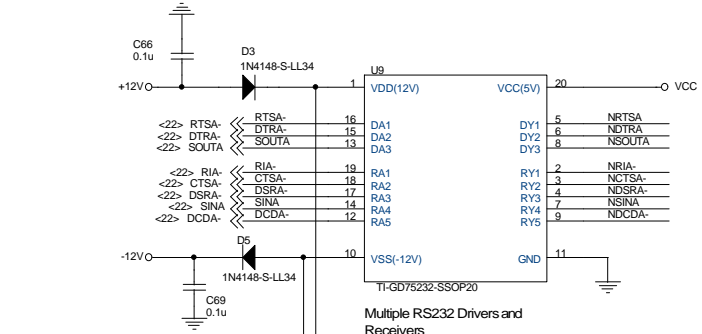 C66
0.1u
D3
1N4148-S-LL34
U9
+12V
1
VDD(12V)
VCC(5V)
20
VCC
<22> RTSA-
RTSA-
16
DA1
DY1
5
NRTSA
<22> DTRA-
DTRA-
15
DA2
DY2
6
NDTRA
<22> SOUTA
SOUTA
13
DA3
DY3
8
NSOUTA
<22> RIA-
RIA-
19
RA1
RY1
2
NRIA-
<22> CTSA-
CTSA-
18
RA2
RY2
3
NCTSA-
<22> DSRA-
DSRA-
17
RA3
RY3
4
NDSRA-
<22> SINA
SINA
14
RA4
RY4
7
NSINA
<22> DCDA-
DCDA-
12
RA5
RY5
9
NDCDA-
D5
-12V
10
VSS(-12V)
GND
11
1N4148-S-LL34
TI-GD75232-SSOP20
C69
0.1u
Multiple RS232 Drivers and
Receivers